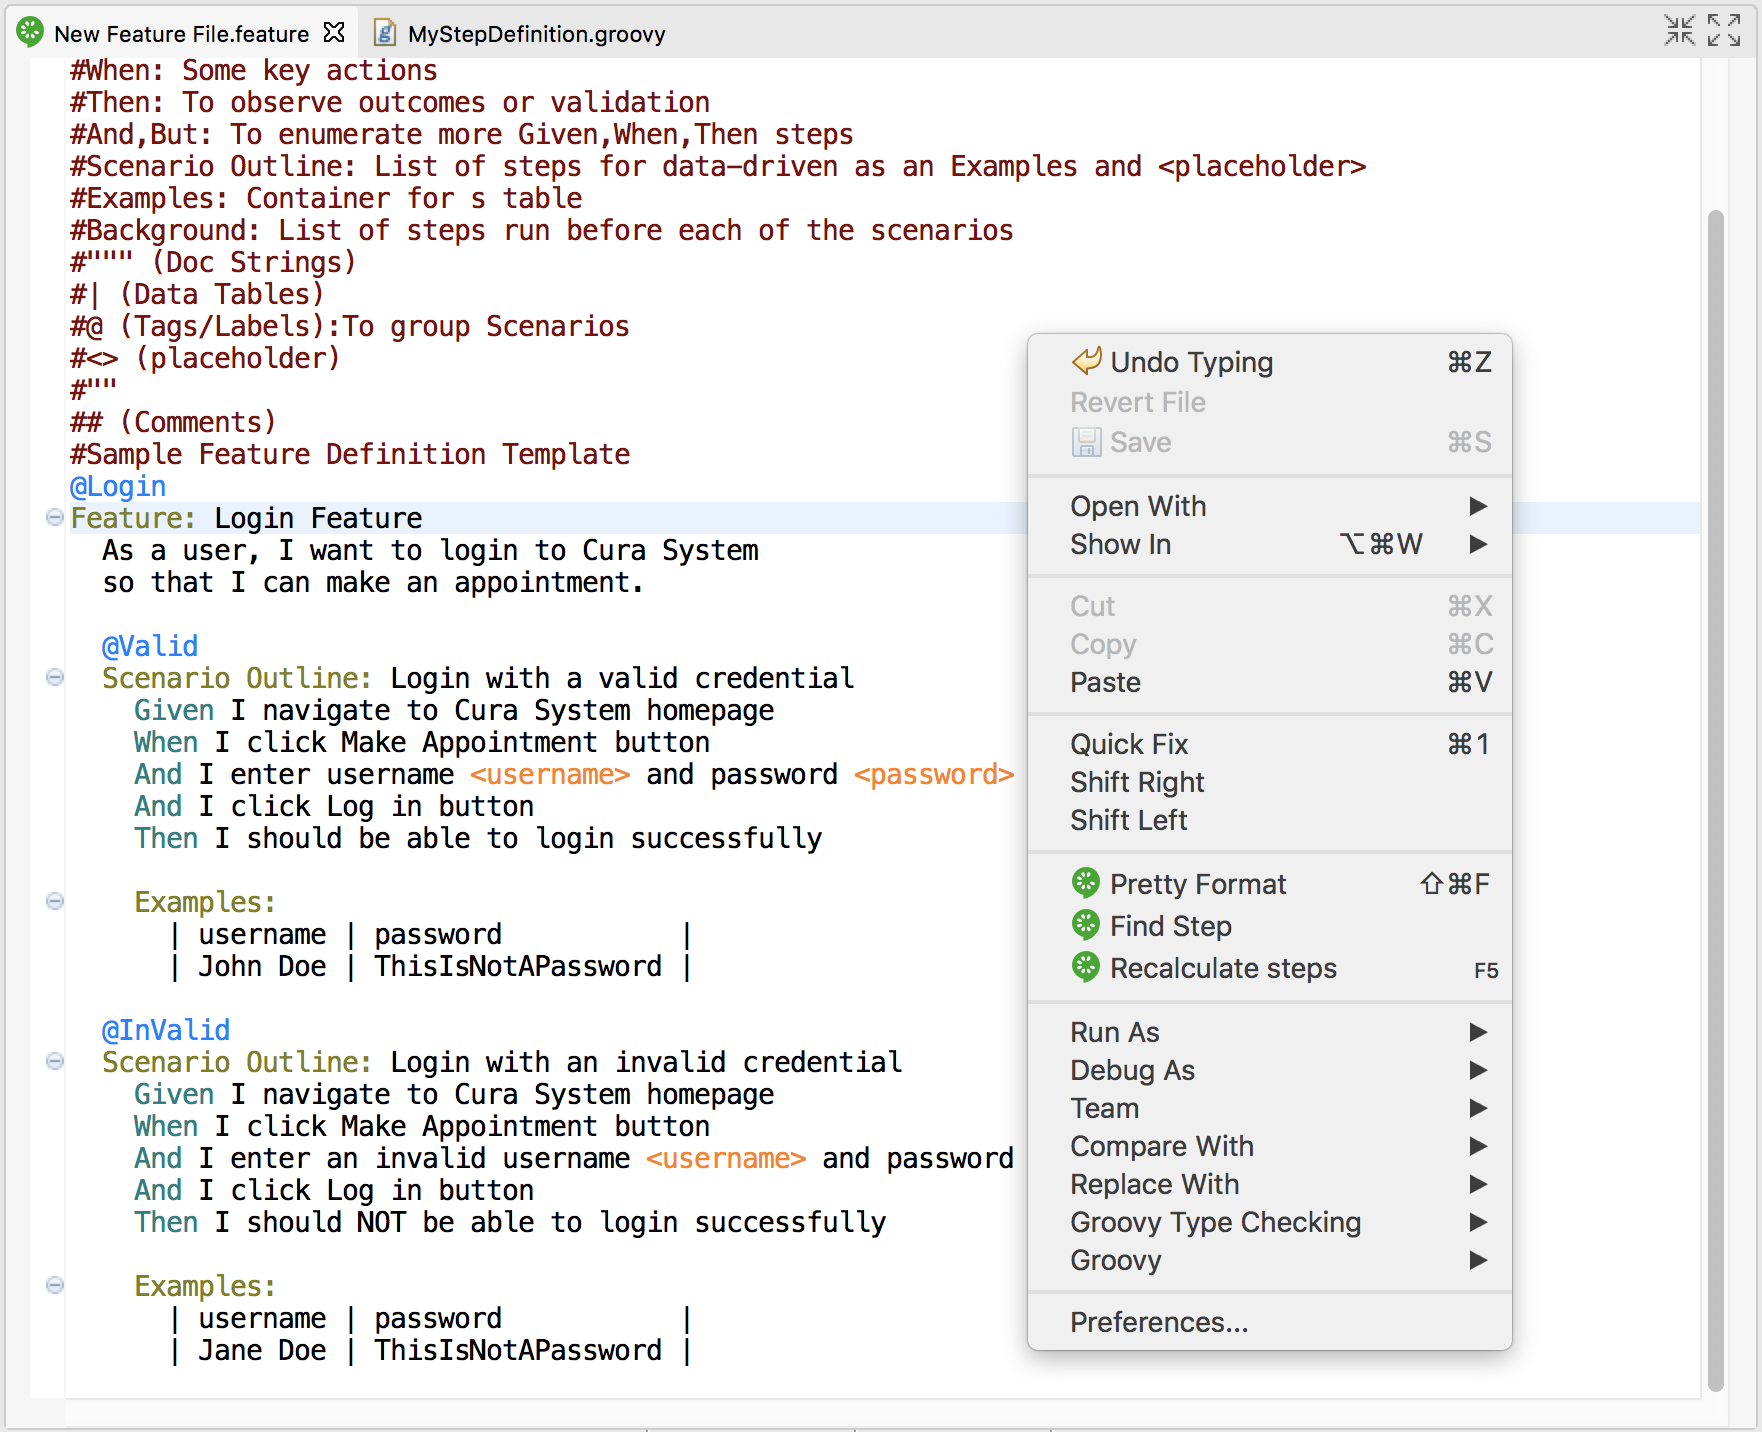 New Feature File.feature
MyStepDefinition.groovy
#When: Some key actions
#Then: To observe outcomes or validation
#And,But: To enumerate more Given,When,Then steps
#Scenario Outline: List of steps for data-driven as an Examples and <placeholder>
#Examples: Container for s table
#Background: List of steps run before each of the scenarios
#""" (Doc Strings)
#| (Data Tables)
#@ (Tags/Labels):To group Scenarios
#<> (placeholder)
#""
## (Comments)
#Sample Feature Definition Template
@Login
Feature: Login Feature
As a user, I want to login to Cura System
so that I can make an appointment.
@Valid
Scenario Outline: Login with a valid credential
Given I navigate to Cura System homepage
When I click Make Appointment button
And I enter username <username> and password <password>
And I click Log in button
Then I should be able to login successfully
Examples:
| username | password |
| John Doe | ThisIsNotAPassword |
@InValid
Scenario Outline: Login with an invalid credential
Given I navigate to Cura System homepage
When I click Make Appointment button
And I enter an invalid username <username> and password
And I click Log in button
Then I should NOT be able to login successfully
Examples:
| username | password |
| Jane Doe | ThisIsNotAPassword |
Undo Typing ⌘Z
Revert File
Save ⌘S
Open With ▶
Show In ⌥⌘W ▶
Cut ⌘X
Copy ⌘C
Paste ⌘V
Quick Fix ⌘1
Shift Right
Shift Left
Pretty Format ⇧⌘F
Find Step
Recalculate steps F5
Run As ▶
Debug As ▶
Team ▶
Compare With ▶
Replace With ▶
Groovy Type Checking ▶
Groovy ▶
Preferences...